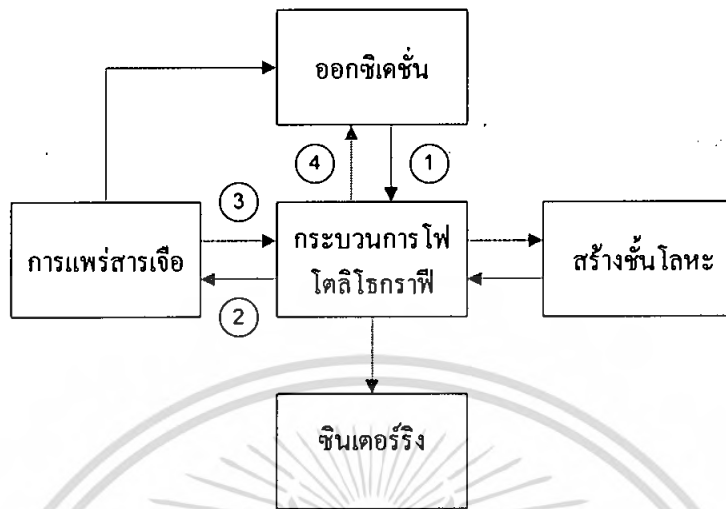 ออกซิเดชั่น
4
1
3
การแพร่สารเจือ
กระบวนการโฟ
โตลิโธกราฟี
สร้างชั้นโลหะ
2
ซินเตอร์ริง